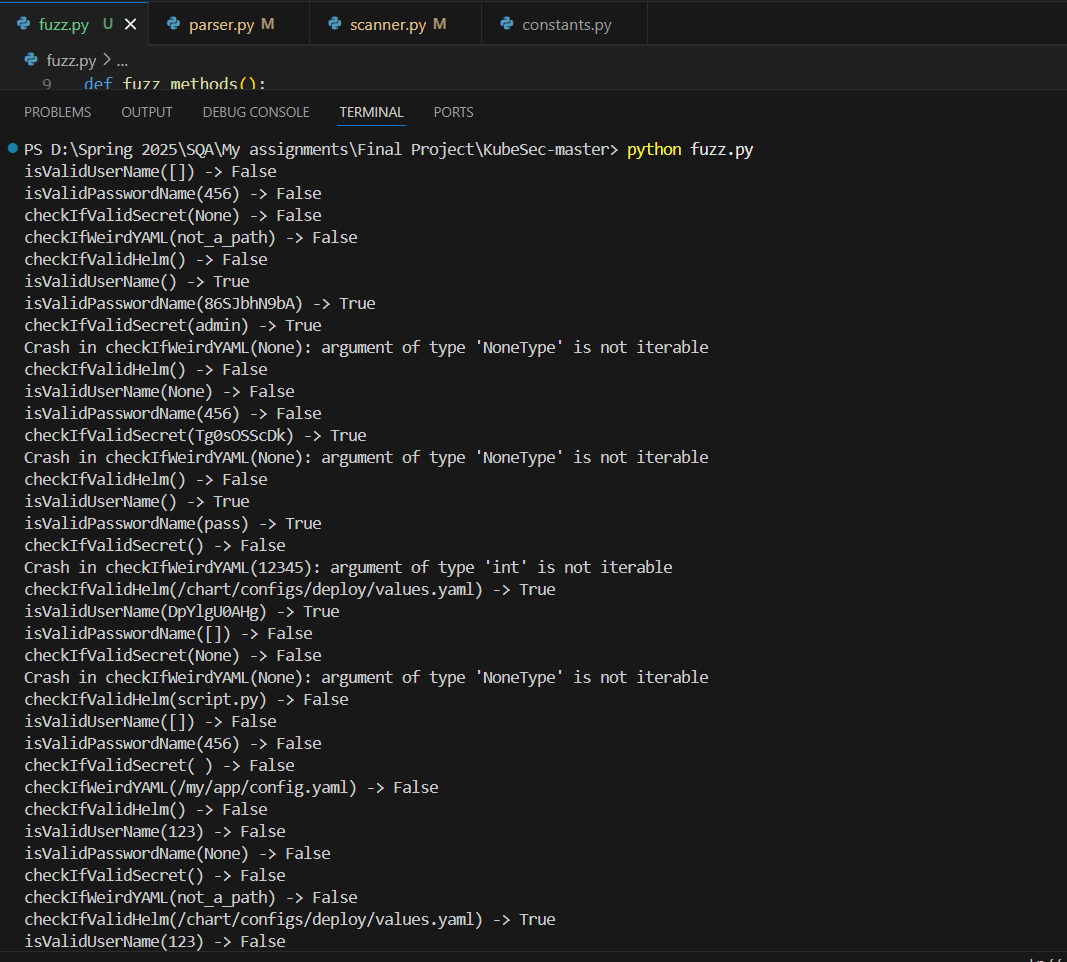 fuzz.py U × parser.py M scanner.py M constants.py
fuzz.py > ...
9 def fuzz_methods():
PROBLEMS OUTPUT DEBUG CONSOLE TERMINAL PORTS
PS D:\Spring 2025\SQA\My assignments\Final Project\KubeSec-master> python fuzz.py
isValidUserName([]) -> False
isValidPasswordName(456) -> False
checkIfValidSecret(None) -> False
checkIfWeirdYAML(not_a_path) -> False
checkIfValidHelm() -> False
isValidUserName() -> True
isValidPasswordName(86SJbhN9bA) -> True
checkIfValidSecret(admin) -> True
Crash in checkIfWeirdYAML(None): argument of type 'NoneType' is not iterable
checkIfValidHelm() -> False
isValidUserName(None) -> False
isValidPasswordName(456) -> False
checkIfValidSecret(Tg0sOSScDk) -> True
Crash in checkIfWeirdYAML(None): argument of type 'NoneType' is not iterable
checkIfValidHelm() -> False
isValidUserName() -> True
isValidPasswordName(pass) -> True
checkIfValidSecret() -> False
Crash in checkIfWeirdYAML(12345): argument of type 'int' is not iterable
checkIfValidHelm(/chart/configs/deploy/values.yaml) -> True
isValidUserName(DpYlgU0AHg) -> True
isValidPasswordName([]) -> False
checkIfValidSecret(None) -> False
Crash in checkIfWeirdYAML(None): argument of type 'NoneType' is not iterable
checkIfValidHelm(script.py) -> False
isValidUserName([]) -> False
isValidPasswordName(456) -> False
checkIfValidSecret( ) -> False
checkIfWeirdYAML(/my/app/config.yaml) -> False
checkIfValidHelm() -> False
isValidUserName(123) -> False
isValidPasswordName(None) -> False
checkIfValidSecret() -> False
checkIfWeirdYAML(not_a_path) -> False
checkIfValidHelm(/chart/configs/deploy/values.yaml) -> True
isValidUserName(123) -> False